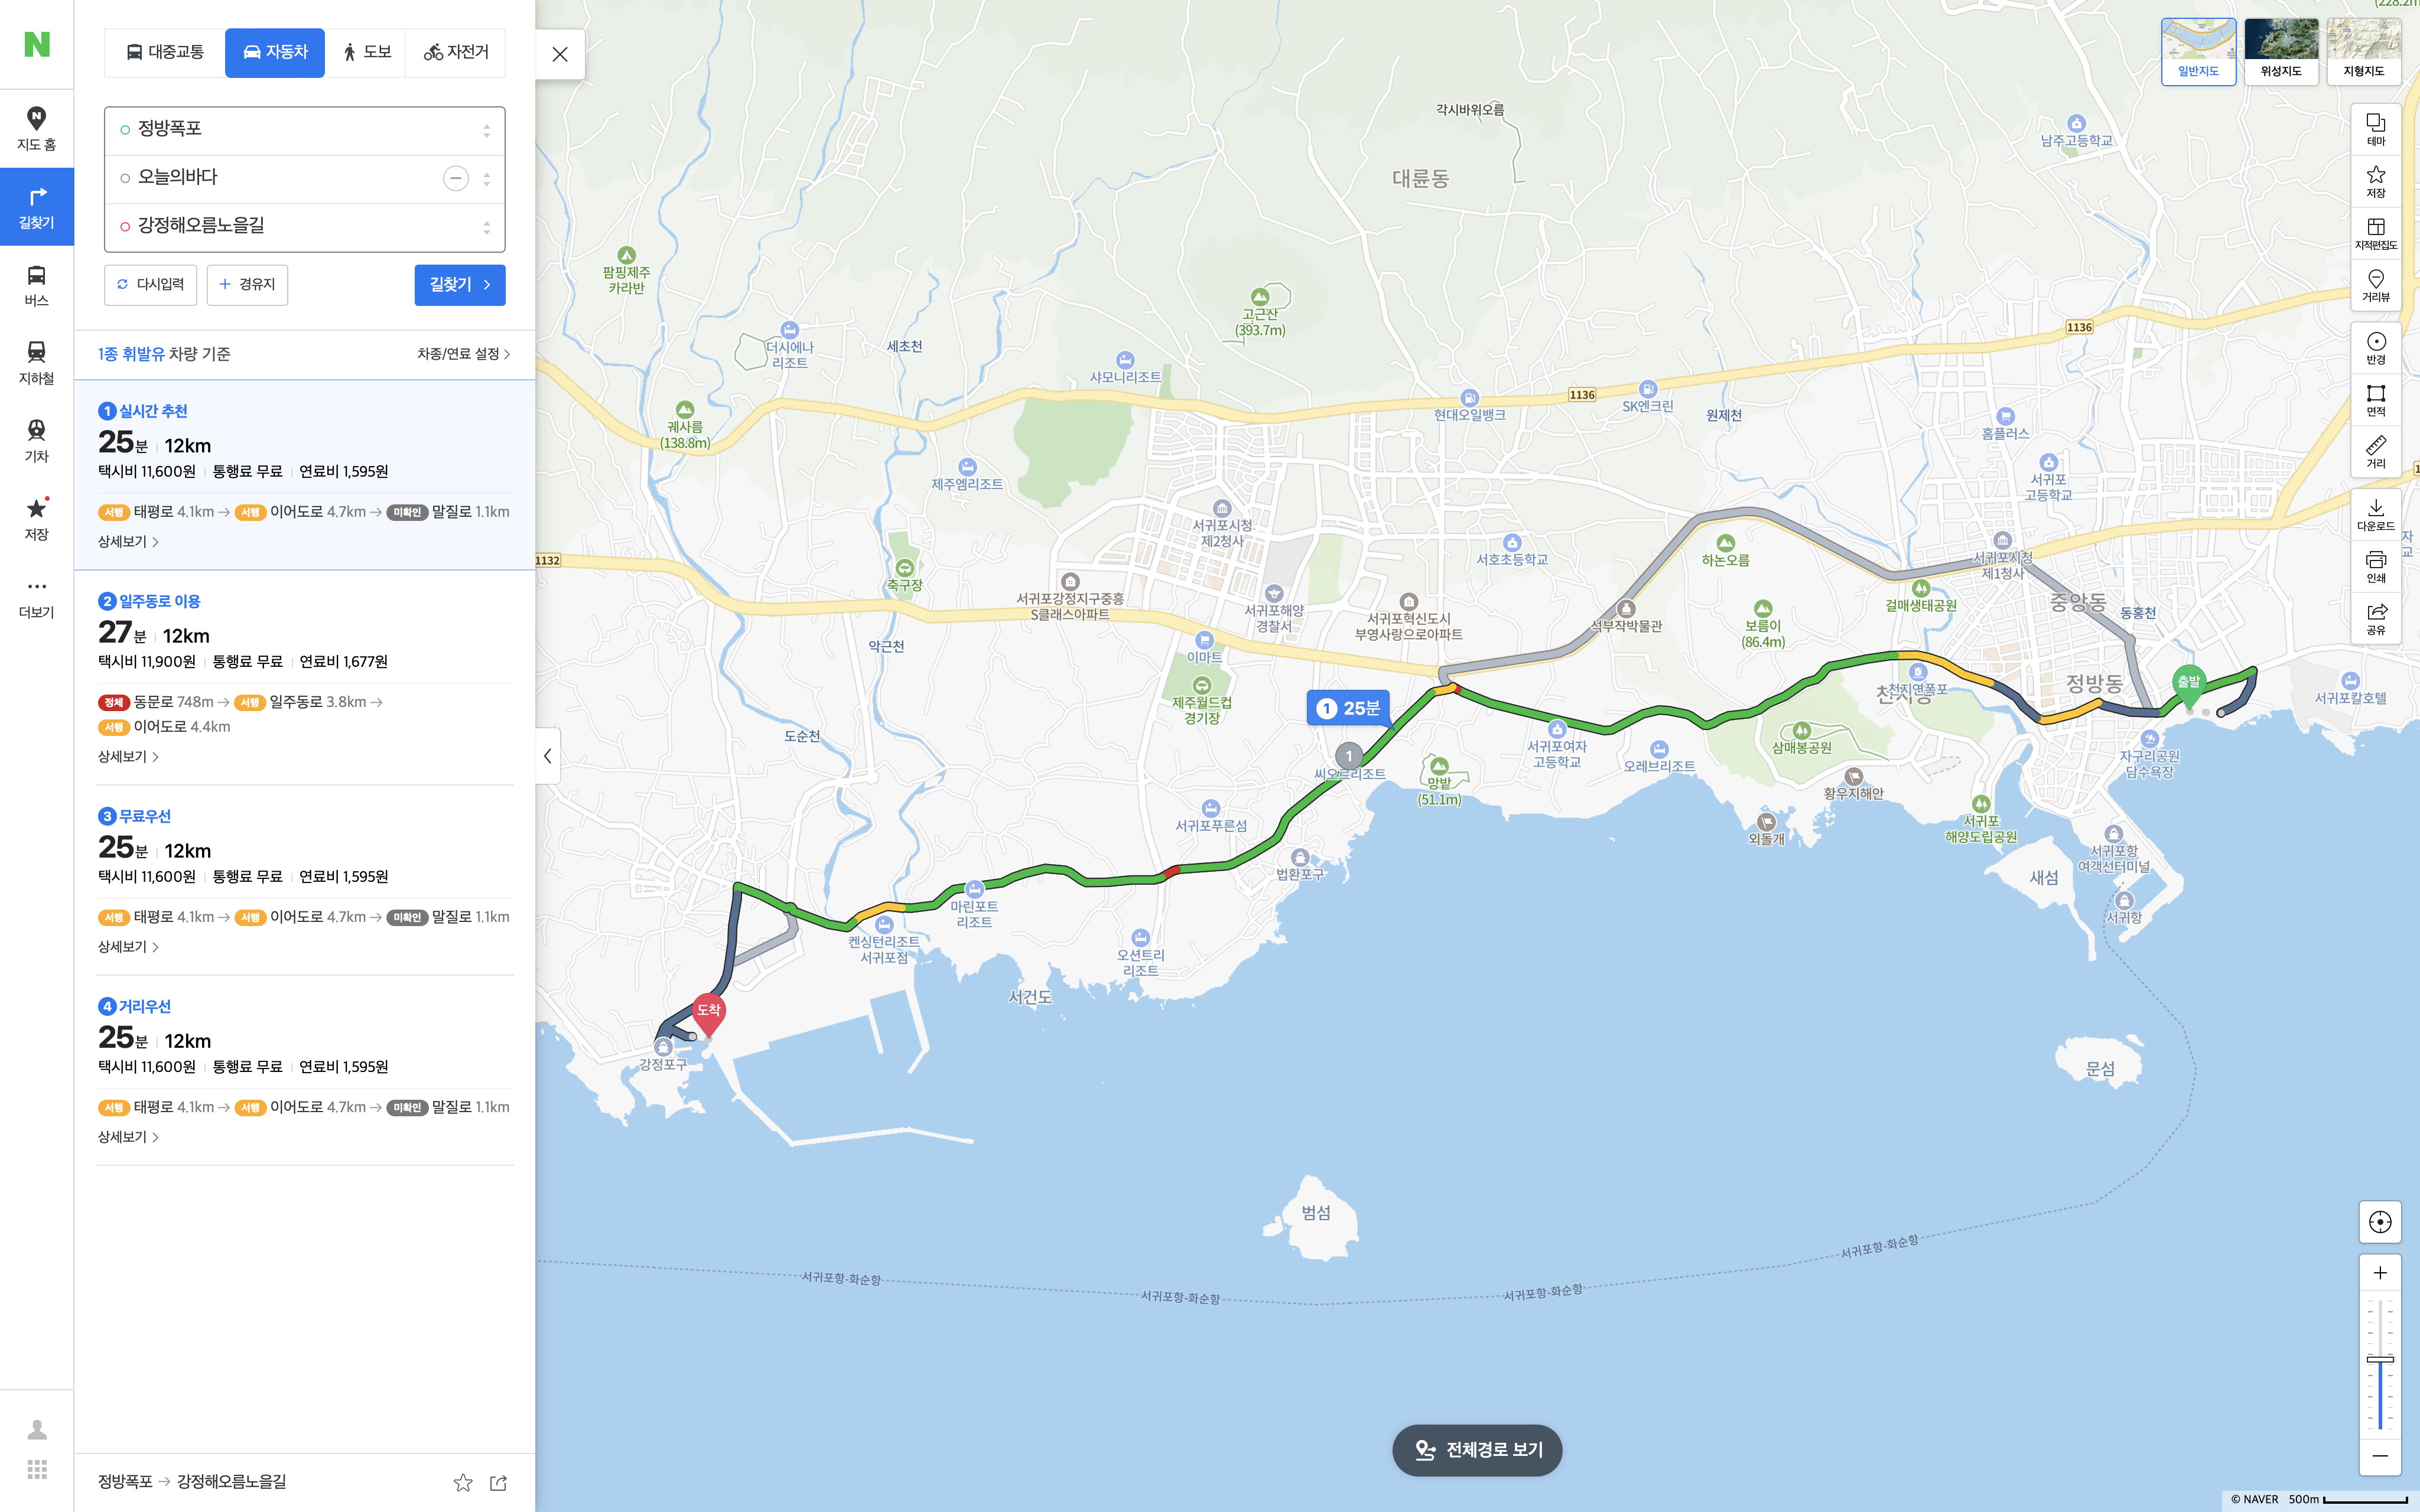 N
지도 홈
길찾기
버스
지하철
기차
저장
더보기
대중교통
자동차
도보
자전거
정방폭포
오늘의바다
강정해오름노을길
다시입력
경유지
길찾기
1종 휘발유 차량 기준
차종/연료 설정
1 실시간 추천
25분 12km
택시비 11,600원 통행료 무료 연료비 1,595원
서행 태평로 4.1km → 서행 이어도로 4.7km → 미확인 말질로 1.1km
상세보기
2 일주동로 이용
27분 12km
택시비 11,900원 통행료 무료 연료비 1,677원
정체 동문로 748m → 서행 일주동로 3.8km →
서행 이어도로 4.4km
상세보기
3 무료우선
25분 12km
택시비 11,600원 통행료 무료 연료비 1,595원
서행 태평로 4.1km → 서행 이어도로 4.7km → 미확인 말질로 1.1km
상세보기
4 거리우선
25분 12km
택시비 11,600원 통행료 무료 연료비 1,595원
서행 태평로 4.1km → 서행 이어도로 4.7km → 미확인 말질로 1.1km
상세보기
정방폭포 → 강정해오름노을길
각시바위오름
대륜동
남주고등학교
팜핑제주
카라반
고근산
(393.7m)
더시에나
리조트
세초천
샤모니리조트
1136
1136
현대오일뱅크
SK엔크린
원제천
홈플러스
궤사름
(138.8m)
제주엠리조트
서귀포
고등학교
서귀포시청
제2청사
서호초등학교
하논오름
서귀포시청
제1청사
1132
축구장
서귀포강정지구중흥
S클래스아파트
서귀포해양
경찰서
서귀포혁신도시
부영사랑으로아파트
석부작박물관
보름이
(86.4m)
걸매생태공원
중앙동
동홍천
악근천
이마트
제주월드컵
경기장
정방동
출발
천지연폭포
서귀포칼호텔
1 25분
1
씨오르리조트
도순천
망밭
(51.1m)
서귀포여자
고등학교
오레브리조트
삼매봉공원
자구리공원
담수욕장
황우지해안
외돌개
서귀포
해양도립공원
서귀포푸른섬
법환포구
서귀포항
여객선터미널
새섬
서귀항
마린포트
리조트
켄싱턴리조트
서귀포점
오션트리
리조트
서건도
도착
강정포구
문섬
범섬
서귀포항-화순항
서귀포항-화순항
서귀포항-화순항
서귀포항-화순항
일반지도
위성지도
지형지도
테마
저장
지적편집도
거리뷰
반경
면적
거리
다운로드
인쇄
공유
전체경로 보기
© NAVER 500m